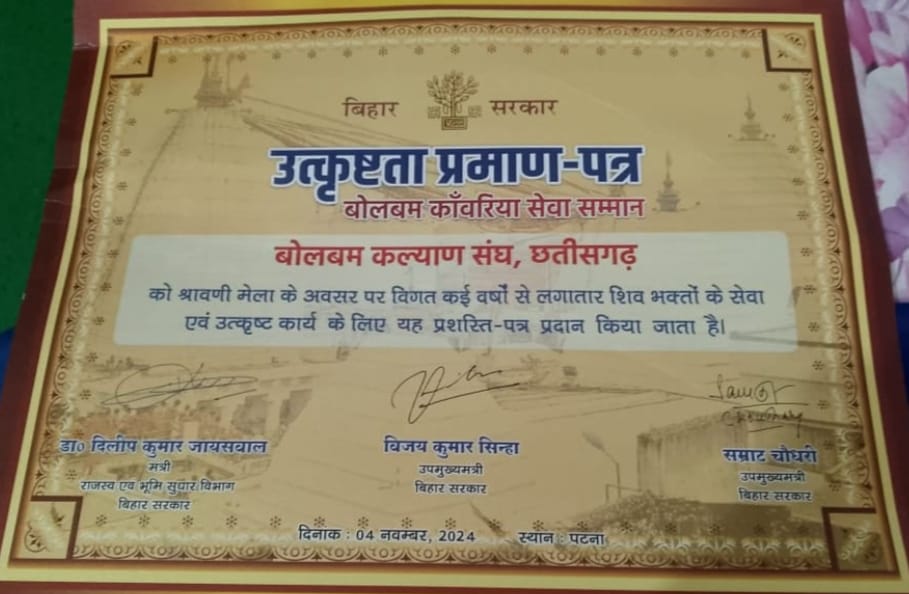 बिहार सरकार
उत्कृष्टता प्रमाण-पत्र
बोलबम काँवरिया सेवा सम्मान
बोलबम कल्याण संघ, छतीसगढ़
को श्रावणी मेला के अवसर पर विगत कई वर्षों से लगातार शिव भक्तों के सेवा
एवं उत्कृष्ट कार्य के लिए यह प्रशस्ति-पत्र प्रदान किया जाता है।
Samrat
Choudhary
डा० दिलीप कुमार जायसवाल
मंत्री
राजस्व एवं भूमि सुधार विभाग
बिहार सरकार
विजय कुमार सिन्हा
उपमुख्यमंत्री
बिहार सरकार
सम्राट चौधरी
उपमुख्यमंत्री
बिहार सरकार
दिनांक : 04 नवम्बर, 2024 स्थान : पटना